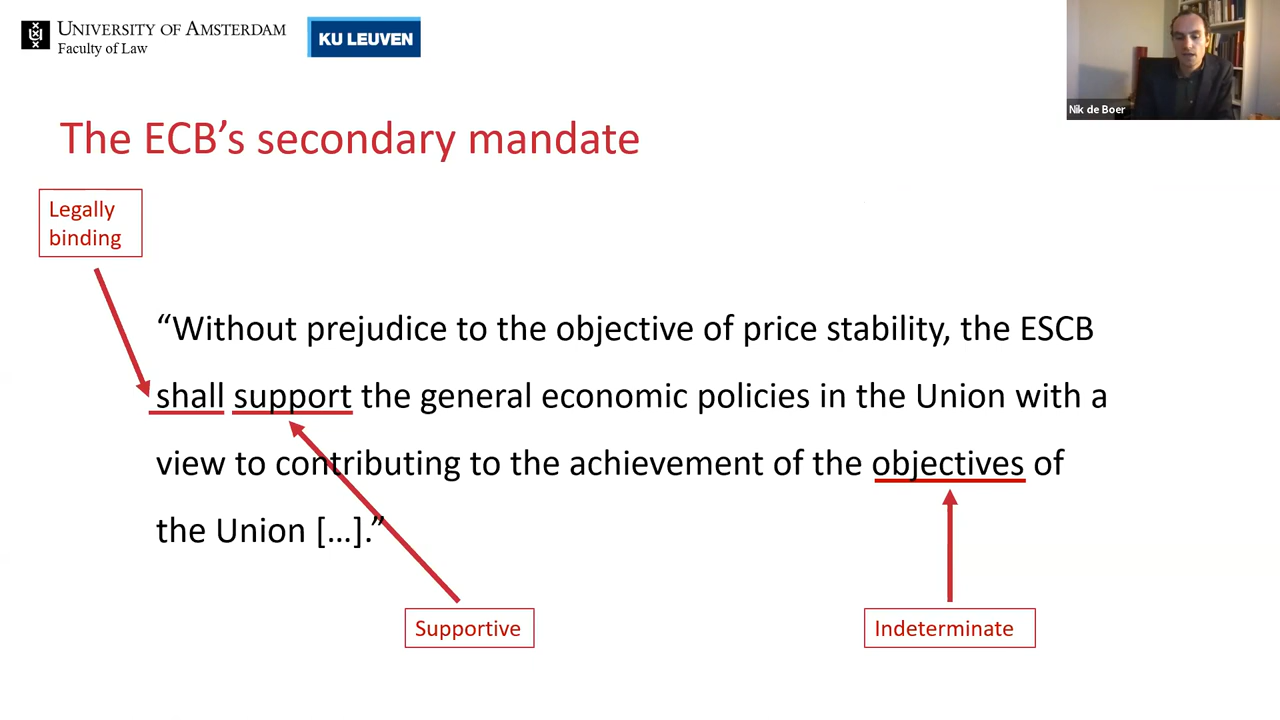 UNIVERSITY OF AMSTERDAM
Faculty of Law
KU LEUVEN
Nik de Boer
The ECB’s secondary mandate
Legally
binding
“Without prejudice to the objective of price stability, the ESCB
shall support the general economic policies in the Union with a
view to contributing to the achievement of the objectives of
the Union [...].”
Supportive
Indeterminate